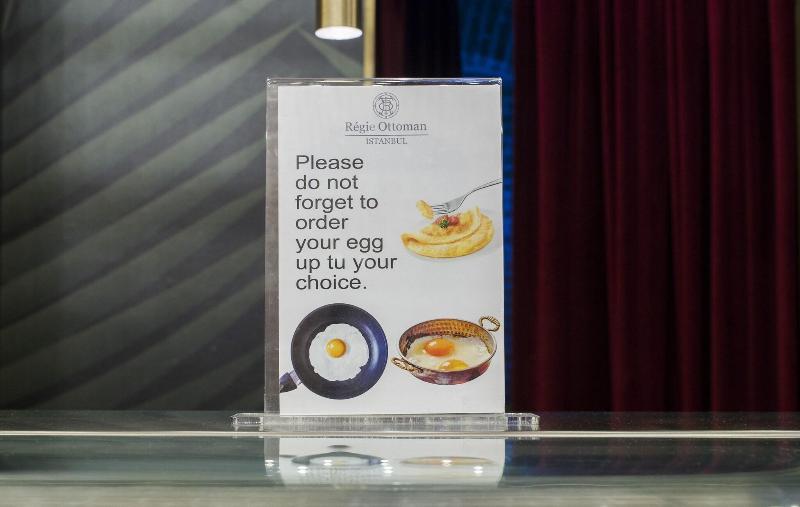 Régie Ottoman
ISTANBUL
Please
do not
forget to
order
your egg
up tu your
choice.